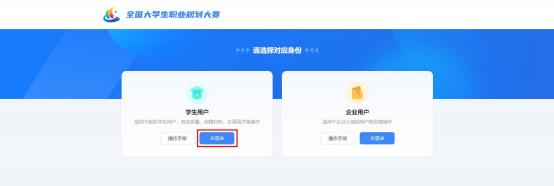 全国大学生职业规划大赛
请选择对应身份
学生用户
操作手册
去登录
企业用户
操作手册
去登录